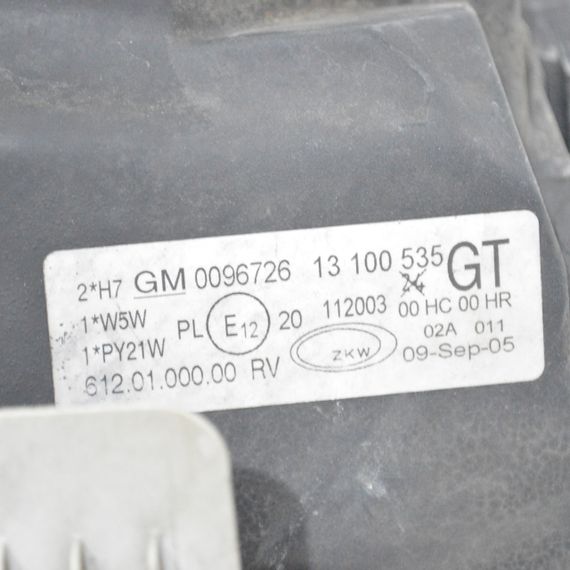 2*H7 GM 0096726 13 100 535 GT
1*W5W PL E12 20 112003 24 00 HC 00 HR
1*PY21W ZKW 02A 011
612.01.000.00 RV 09-Sep-05